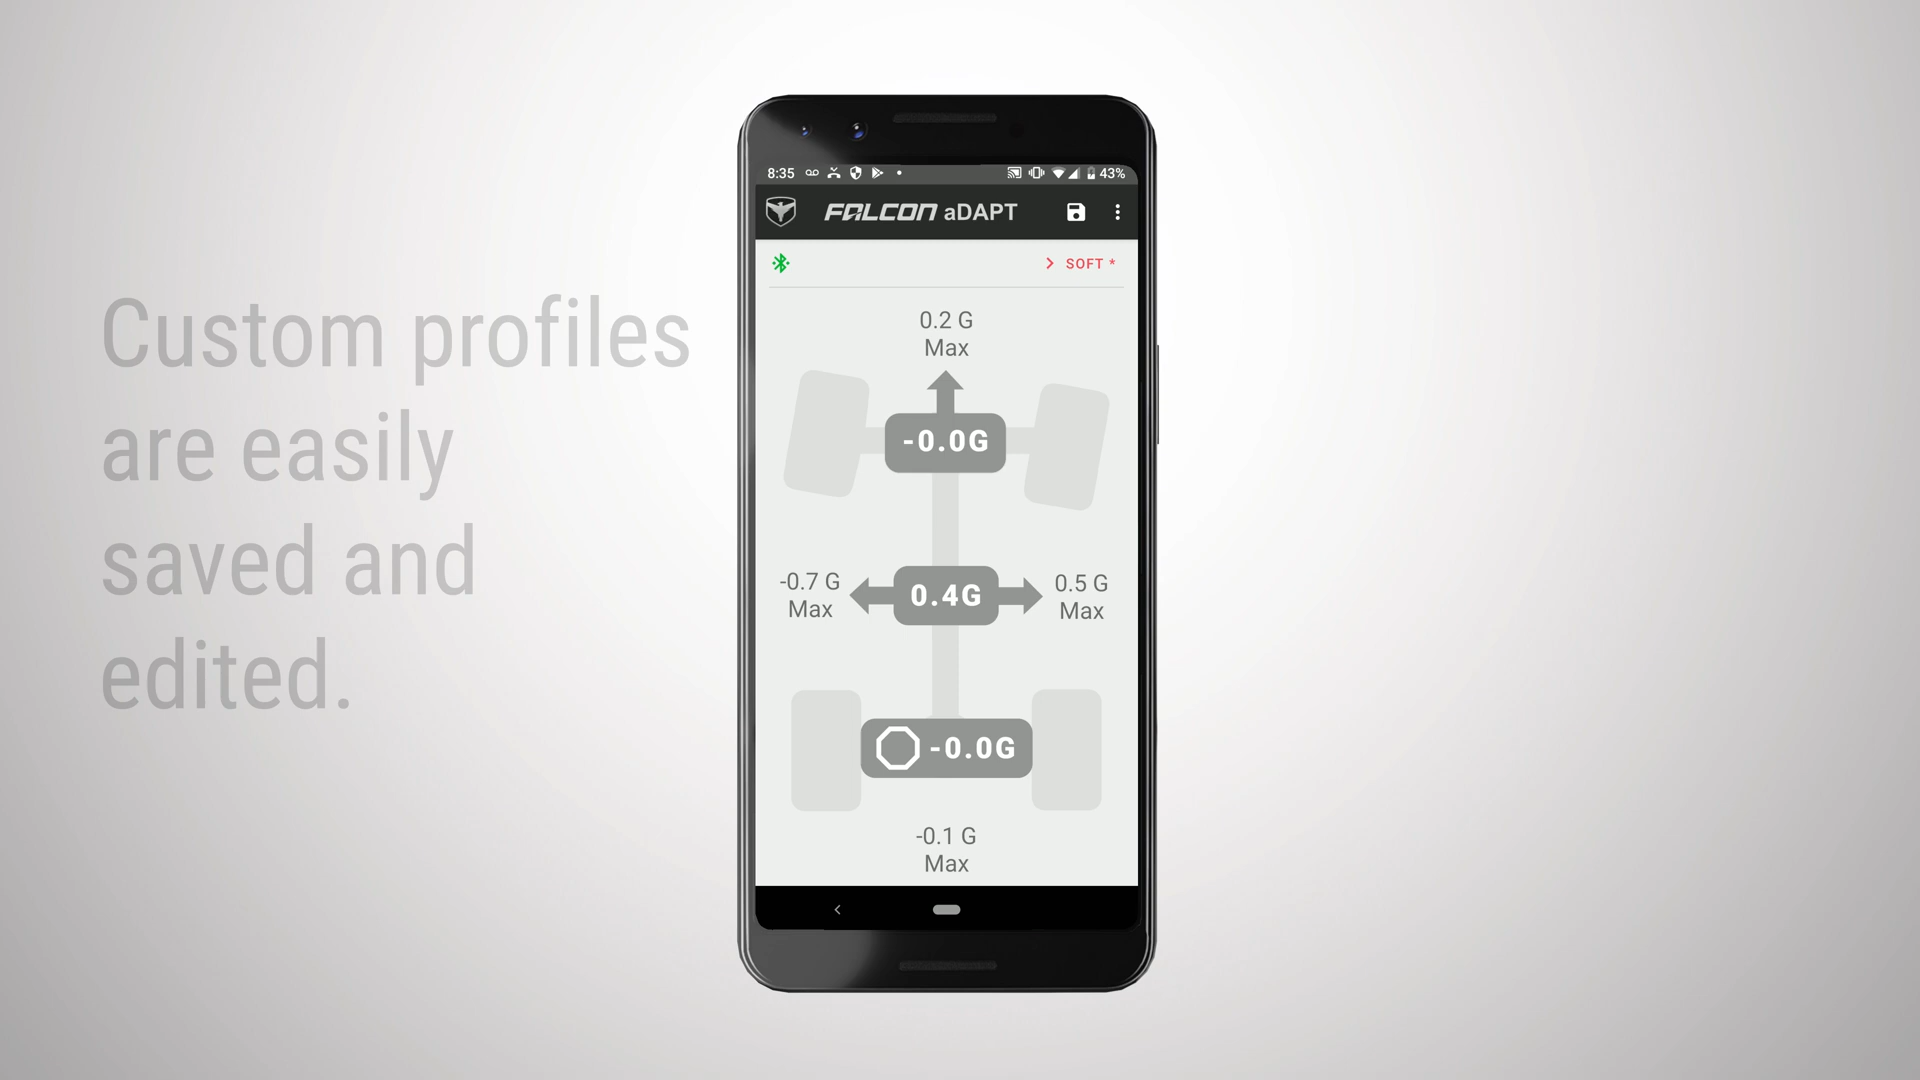 Custom profiles
are easily
saved and
edited.
8:35
43%
FALCON aDAPT
SOFT *
0.2 G
Max
-0.0G
-0.7 G
Max
0.4G
0.5 G
Max
-0.0G
-0.1 G
Max